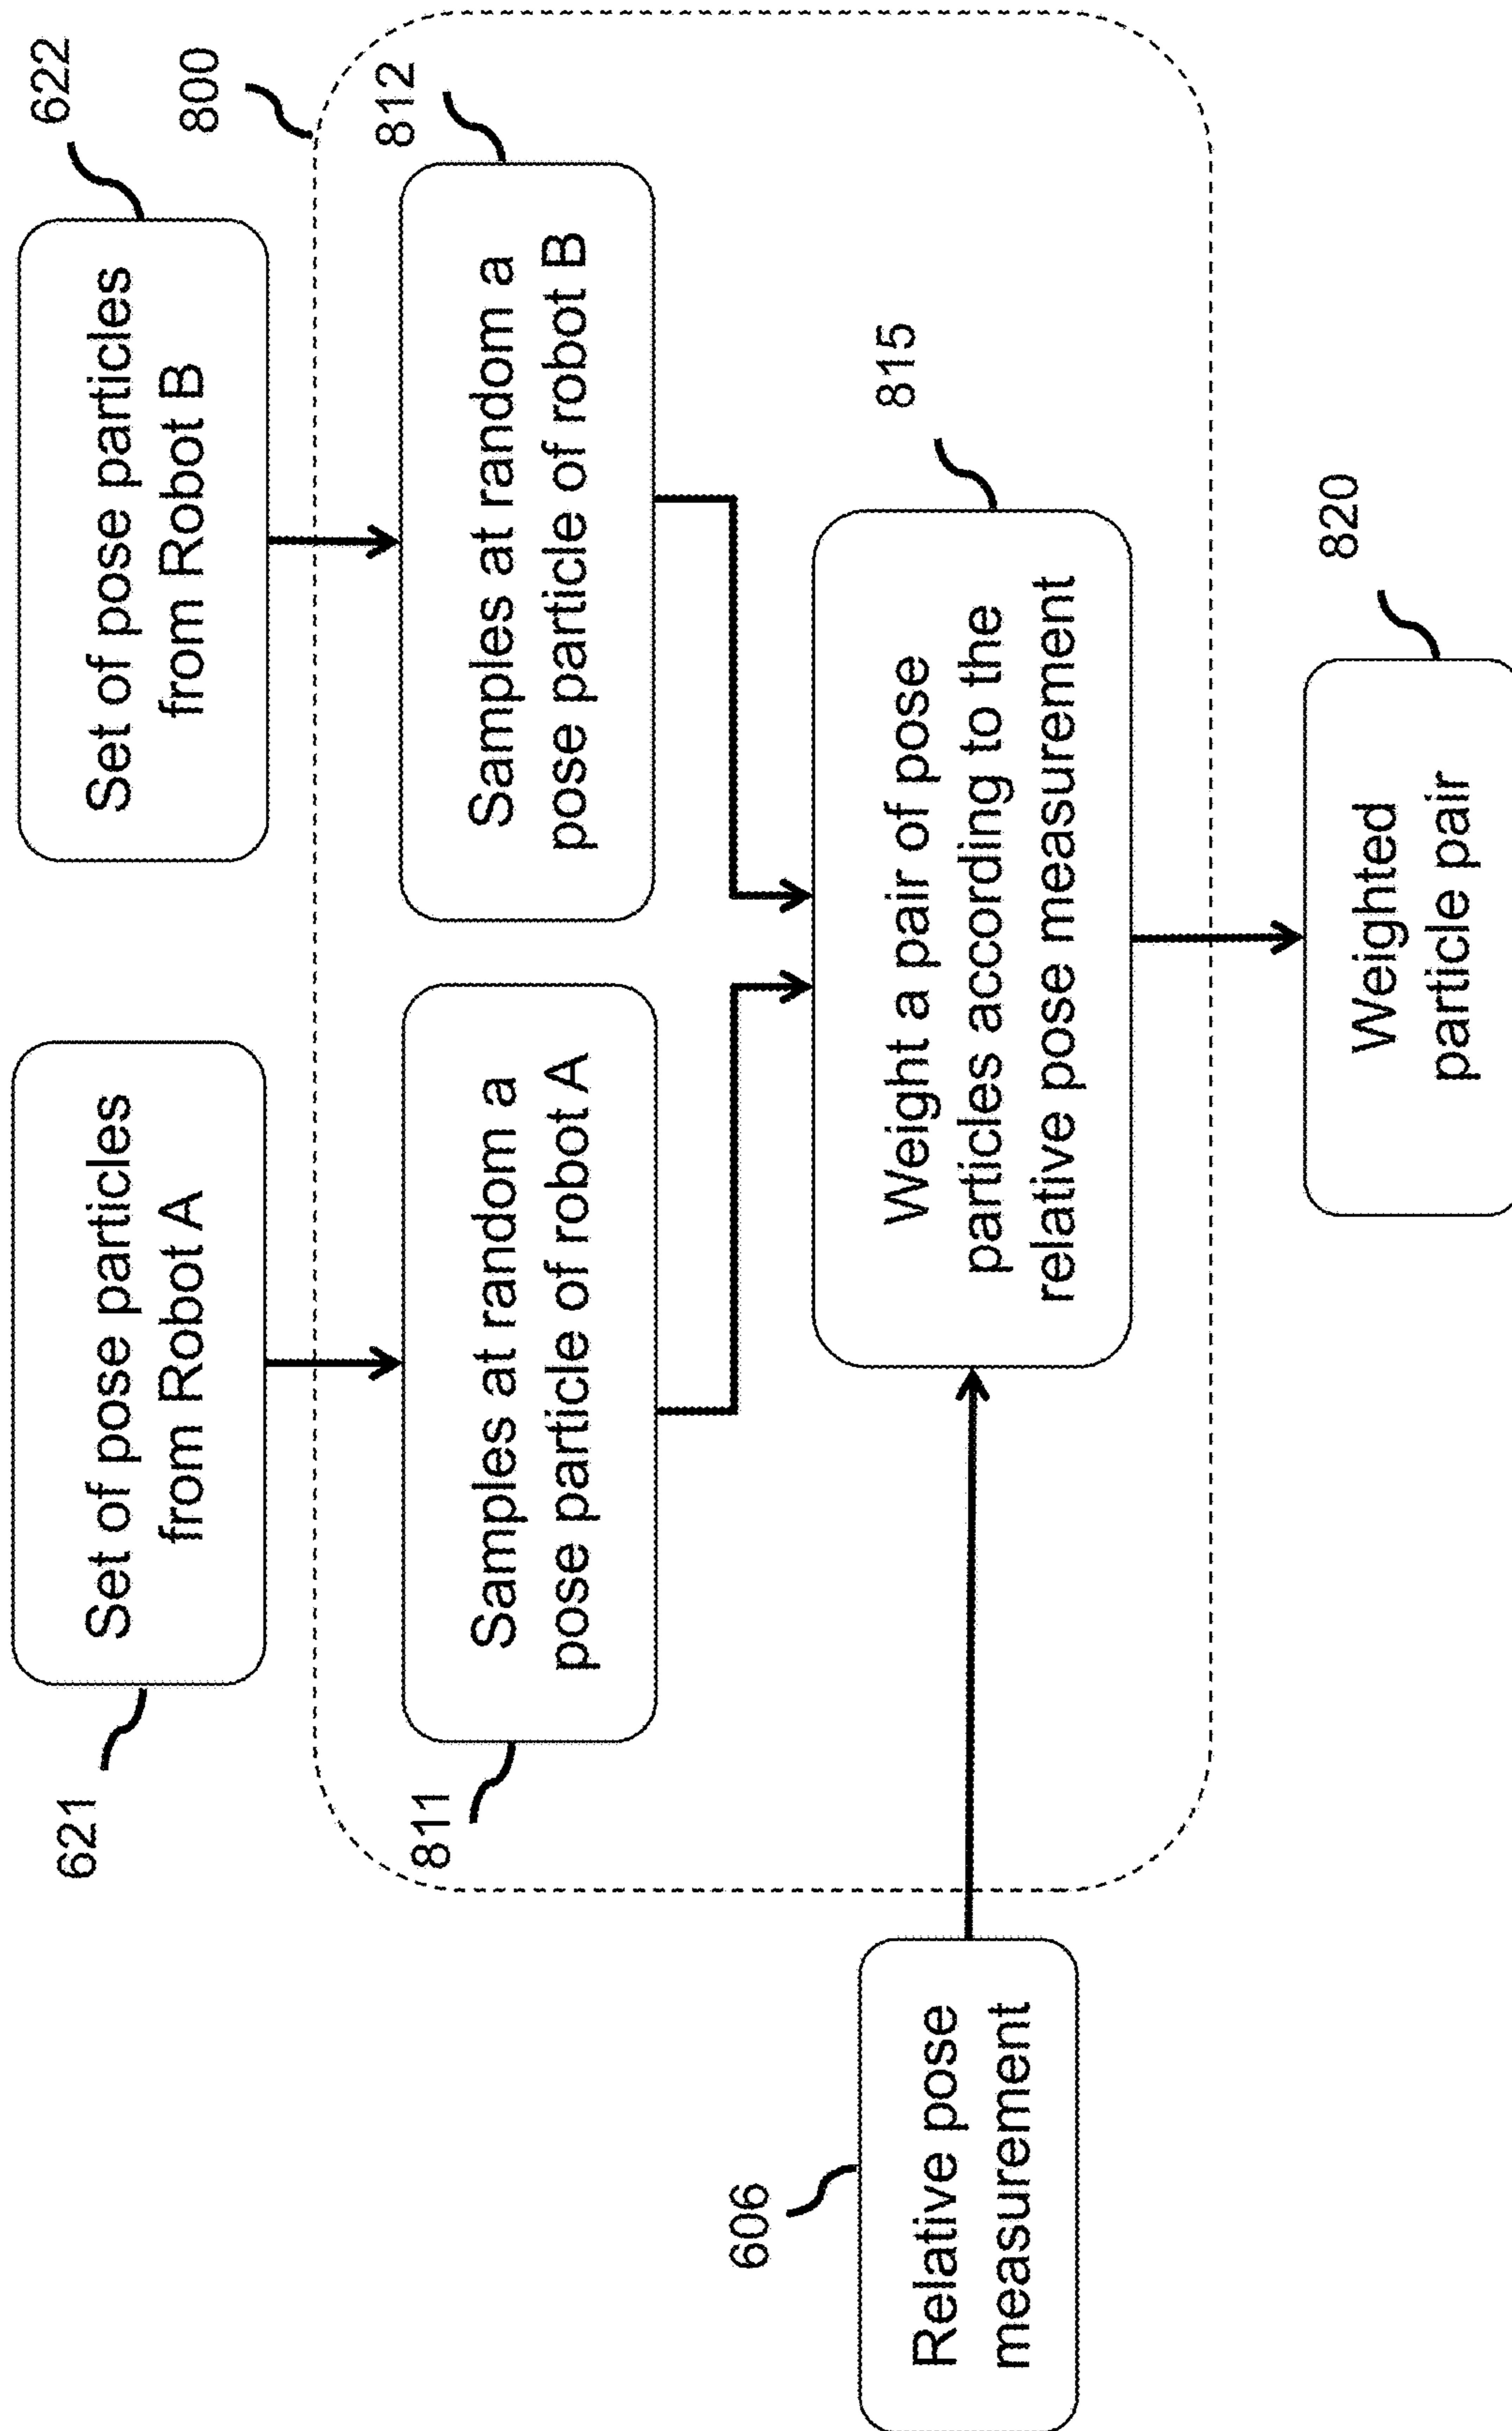 621
Set of pose particles
from Robot A
Set of pose particles
from Robot B
622
800
811
Samples at random a
pose particle of robot A
Samples at random a
pose particle of robot B
812
606
Relative pose
measurement
Weight a pair of pose
particles according to the
relative pose measurement
815
Weighted
particle pair
820